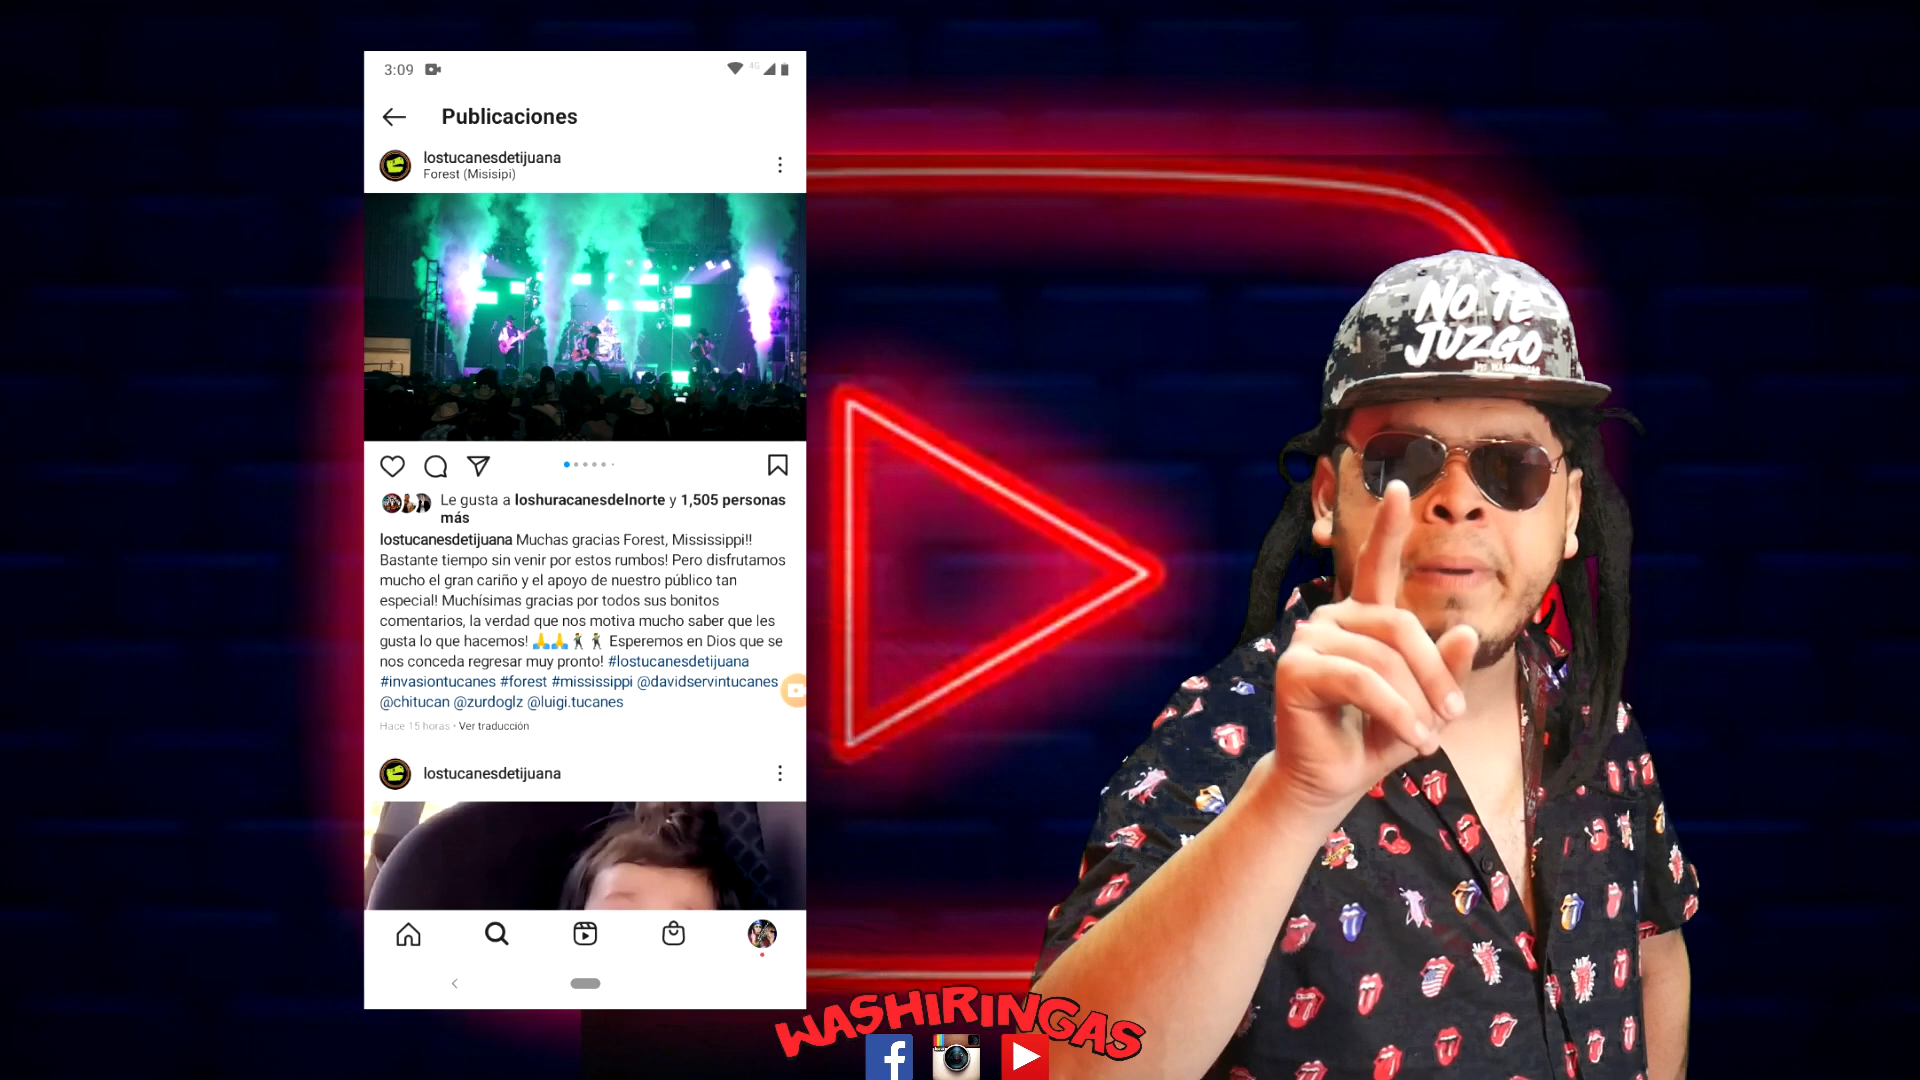 3:09
4G
Publicaciones
lostucanesdetijuana
Forest (Misisipi)
Le gusta a loshuracanesdelnorte y 1,505 personas
más
lostucanesdetijuana Muchas gracias Forest, Mississippi!!
Bastante tiempo sin venir por estos rumbos! Pero disfrutamos
mucho el gran cariño y el apoyo de nuestro público tan
especial! Muchísimas gracias por todos sus bonitos
comentarios, la verdad que nos motiva mucho saber que les
gusta lo que hacemos! 🙏🙏🕺🕺 Esperemos en Dios que se
nos conceda regresar muy pronto! #lostucanesdetijuana
#invasiontucanes #forest #mississippi @davidservintucanes
@chitucan @zurdoglz @luigi.tucanes
Hace 15 horas • Ver traducción
lostucanesdetijuana
NO TE
JUZGO
WASHIRINGAS
f